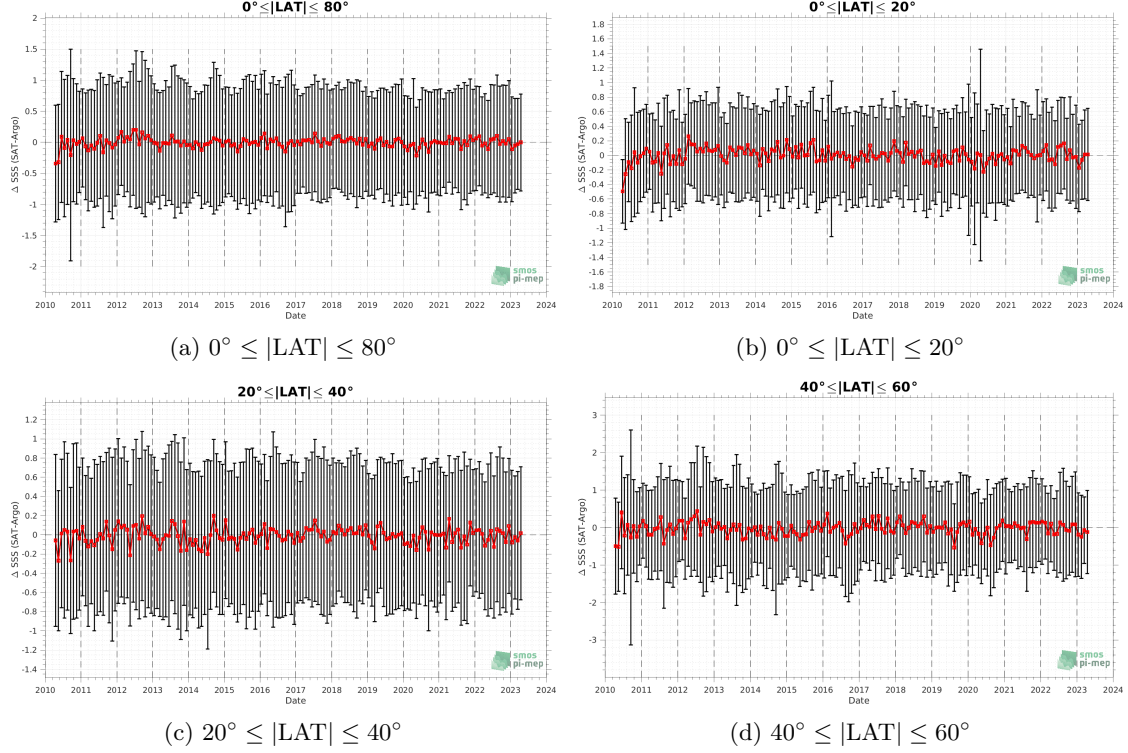 0°≤|LAT|≤ 80°
Δ SSS (SAT-Argo)
2
1.5
1
0.5
0
-0.5
-1
-1.5
-2
2010 2011 2012 2013 2014 2015 2016 2017 2018 2019 2020 2021 2022 2023 2024
Date
smos
pi-mep
(a) 0° ≤ |LAT| ≤ 80°
0°≤|LAT|≤ 20°
Δ SSS (SAT-Argo)
1.8
1.6
1.4
1.2
1
0.8
0.6
0.4
0.2
0
-0.2
-0.4
-0.6
-0.8
-1
-1.2
-1.4
-1.6
-1.8
2010 2011 2012 2013 2014 2015 2016 2017 2018 2019 2020 2021 2022 2023 2024
Date
smos
pi-mep
(b) 0° ≤ |LAT| ≤ 20°
20°≤|LAT|≤ 40°
Δ SSS (SAT-Argo)
1.2
1
0.8
0.6
0.4
0.2
0
-0.2
-0.4
-0.6
-0.8
-1
-1.2
-1.4
2010 2011 2012 2013 2014 2015 2016 2017 2018 2019 2020 2021 2022 2023 2024
Date
smos
pi-mep
(c) 20° ≤ |LAT| ≤ 40°
40°≤|LAT|≤ 60°
Δ SSS (SAT-Argo)
3
2
1
0
-1
-2
-3
2010 2011 2012 2013 2014 2015 2016 2017 2018 2019 2020 2021 2022 2023 2024
Date
smos
pi-mep
(d) 40° ≤ |LAT| ≤ 60°